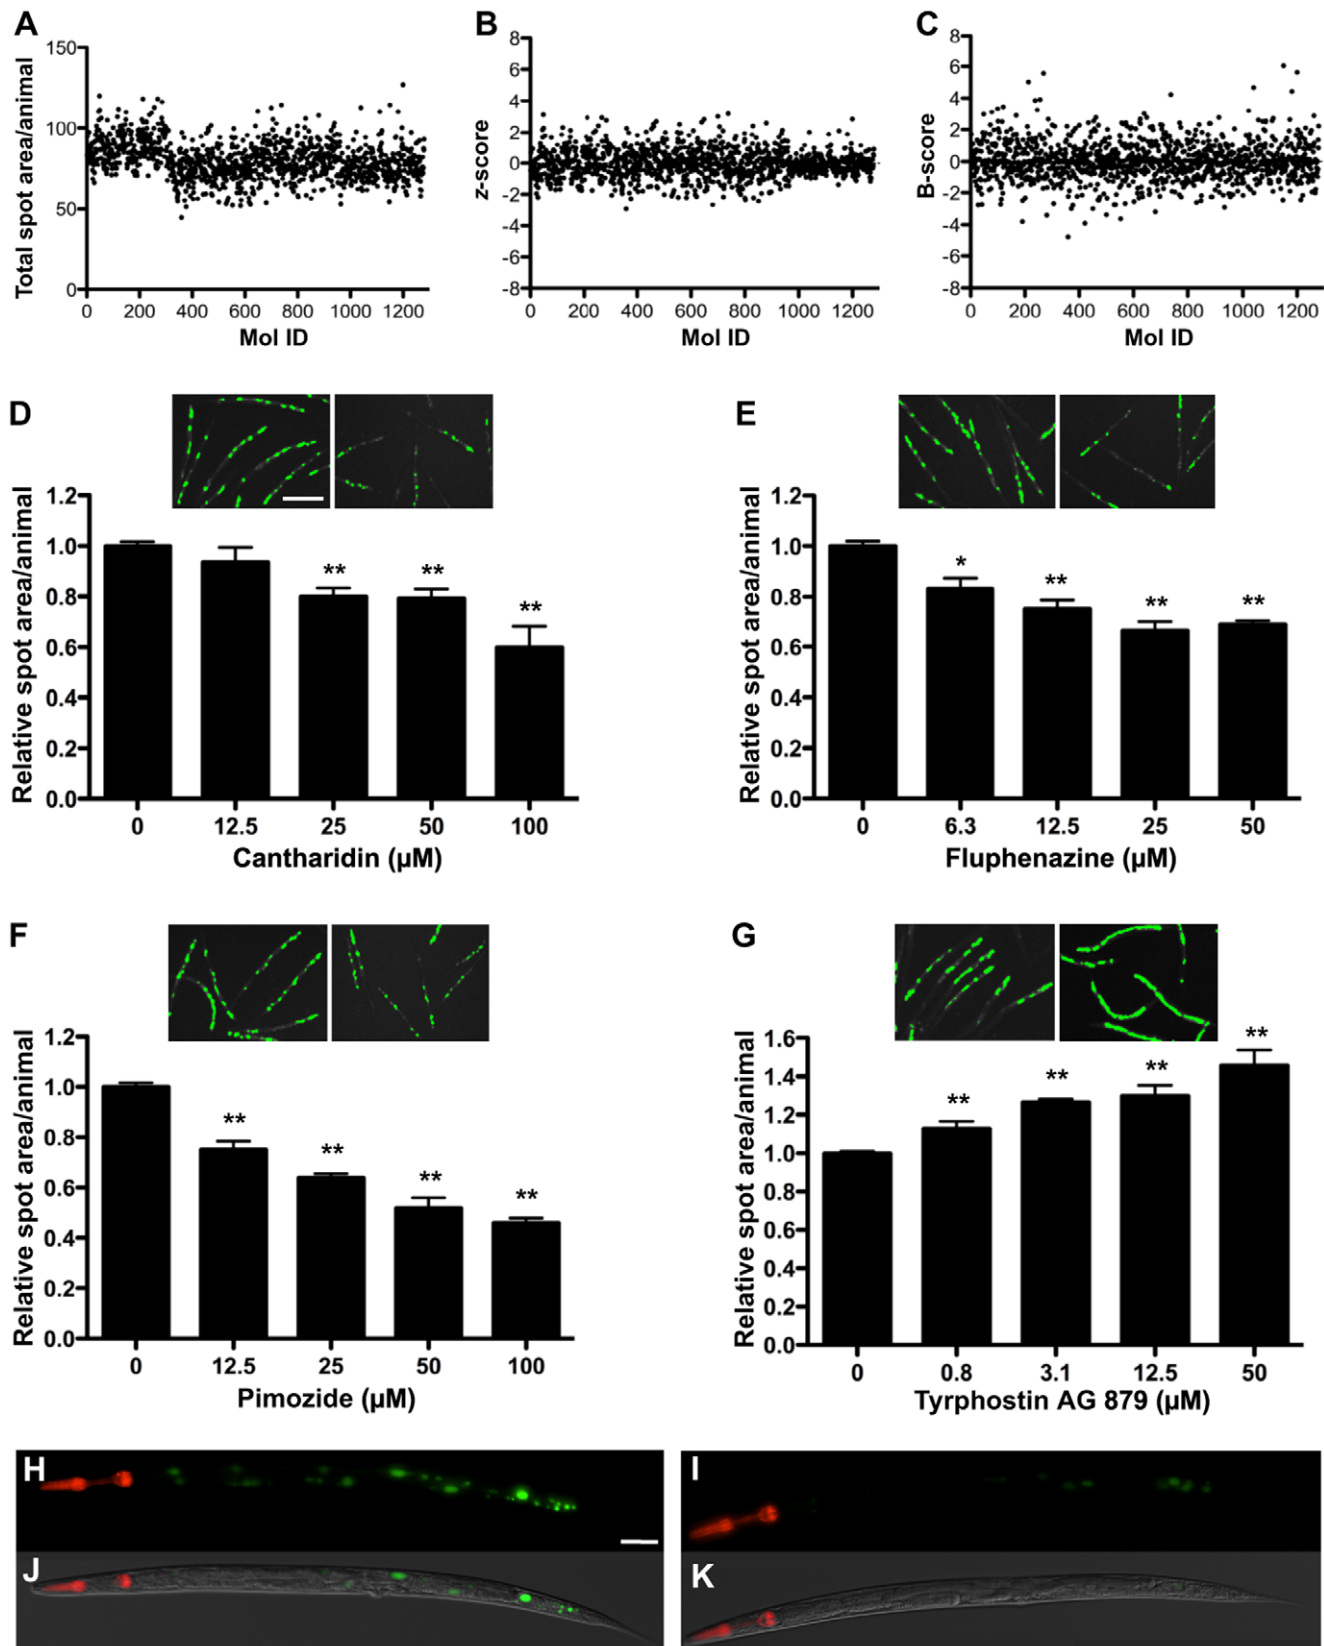 A
B
C
Total spot area/animal
150
100
50
0
0 200 400 600 800 1000 1200
Mol ID
z-score
8
6
4
2
0
-2
-4
-6
-8
0 200 400 600 800 1000 1200
Mol ID
B-score
8
6
4
2
0
-2
-4
-6
-8
0 200 400 600 800 1000 1200
Mol ID
D
Relative spot area/animal
1.2
1.0
0.8
0.6
0.4
0.2
0.0
** ** **
0 12.5 25 50 100
Cantharidin (µM)
E
Relative spot area/animal
1.2
1.0
0.8
0.6
0.4
0.2
0.0
* ** ** **
0 6.3 12.5 25 50
Fluphenazine (µM)
F
Relative spot area/animal
1.2
1.0
0.8
0.6
0.4
0.2
0.0
** ** ** **
0 12.5 25 50 100
Pimozide (µM)
G
Relative spot area/animal
1.6
1.4
1.2
1.0
0.8
0.6
0.4
0.2
0.0
** ** ** **
0 0.8 3.1 12.5 50
Tyrphostin AG 879 (µM)
H
I
J
K